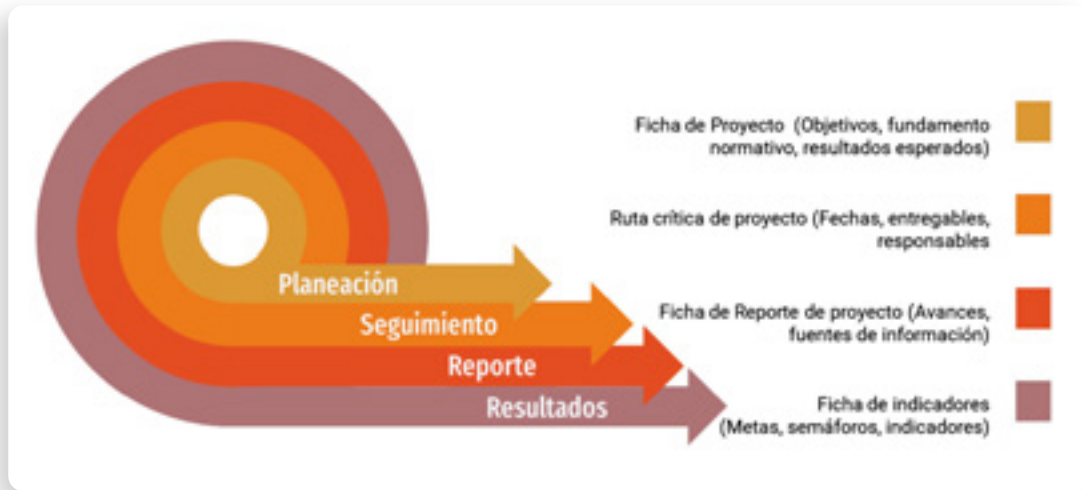 Planeación
Seguimiento
Reporte
Resultados
Ficha de Proyecto (Objetivos, fundamento
normativo, resultados esperados)
Ruta crítica de proyecto (Fechas, entregables,
responsables
Ficha de Reporte de proyecto (Avances,
fuentes de información)
Ficha de indicadores
(Metas, semáforos, indicadores)